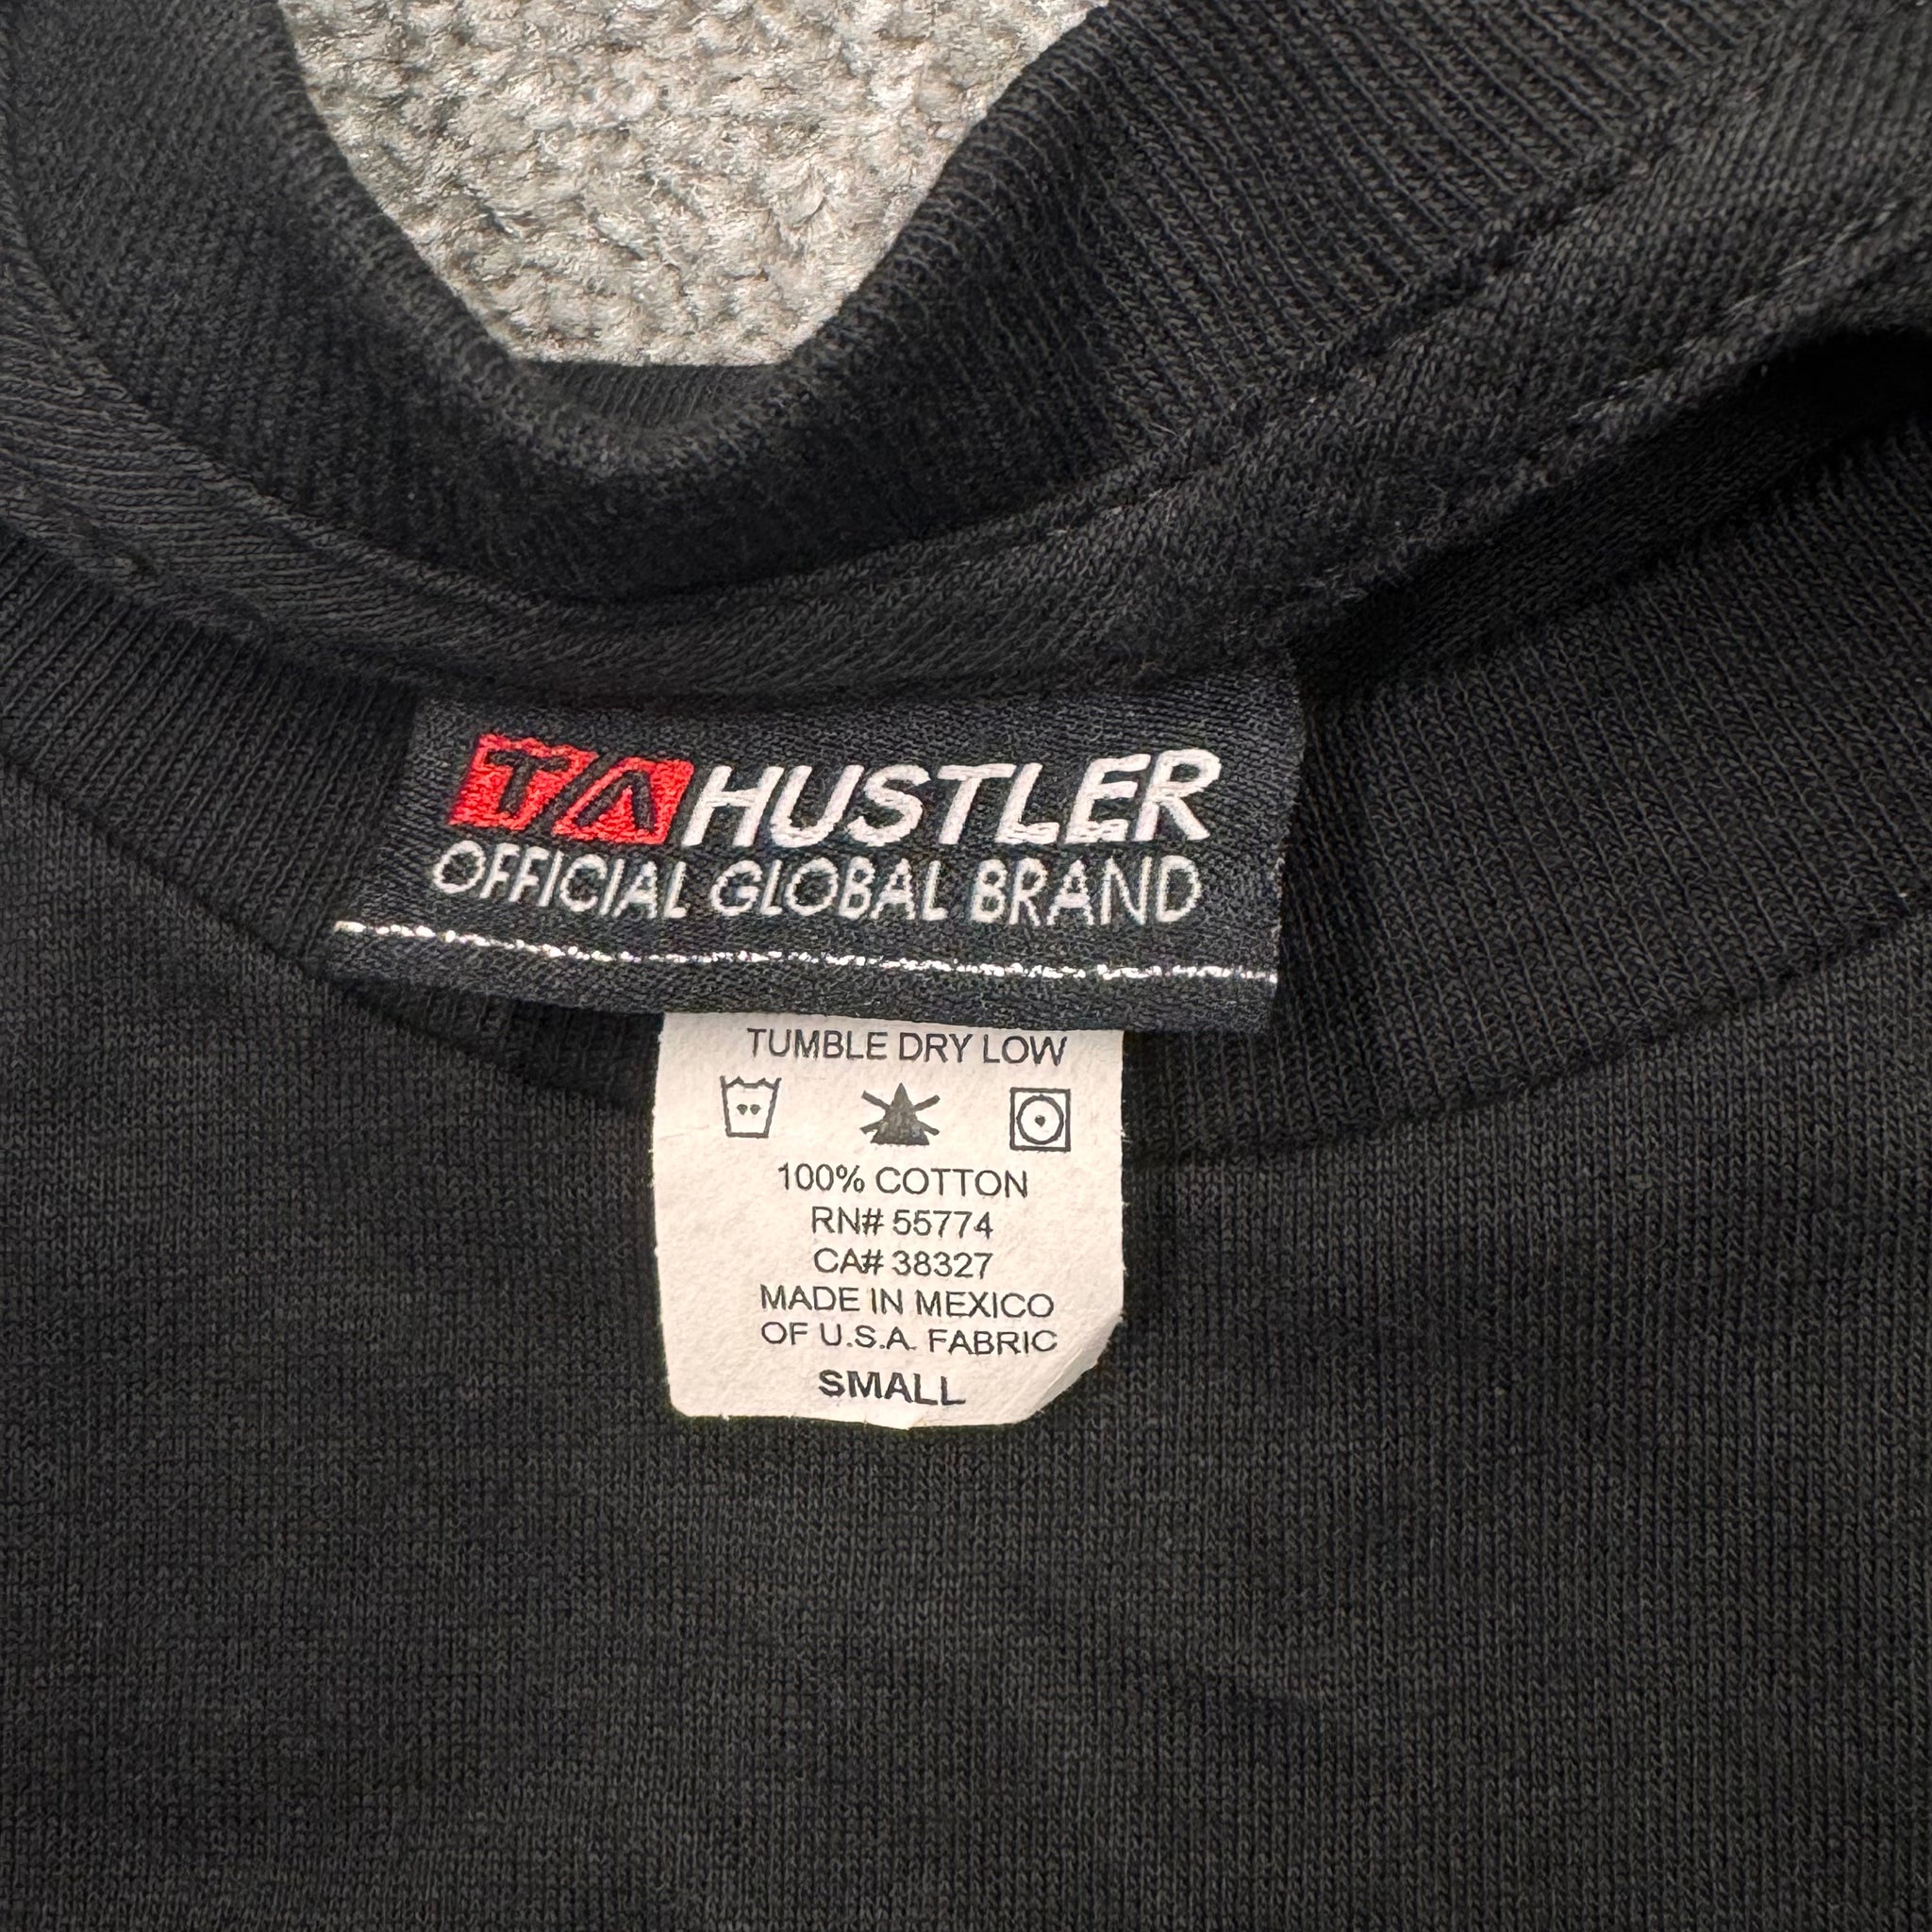 TA HUSTLER
OFFICIAL GLOBAL BRAND
TUMBLE DRY LOW
100% COTTON
RN# 55774
CA# 38327
MADE IN MEXICO
OF U.S.A. FABRIC
SMALL